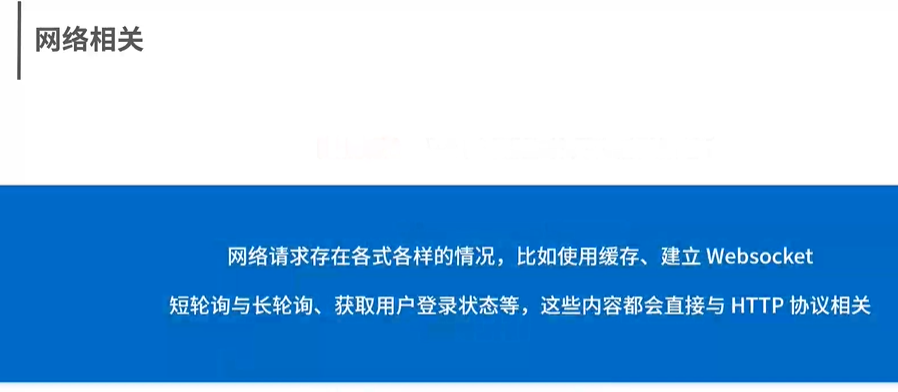 网络相关
网络请求存在各式各样的情况，比如使用缓存、建立 Websocket
短轮询与长轮询、获取用户登录状态等，这些内容都会直接与 HTTP 协议相关